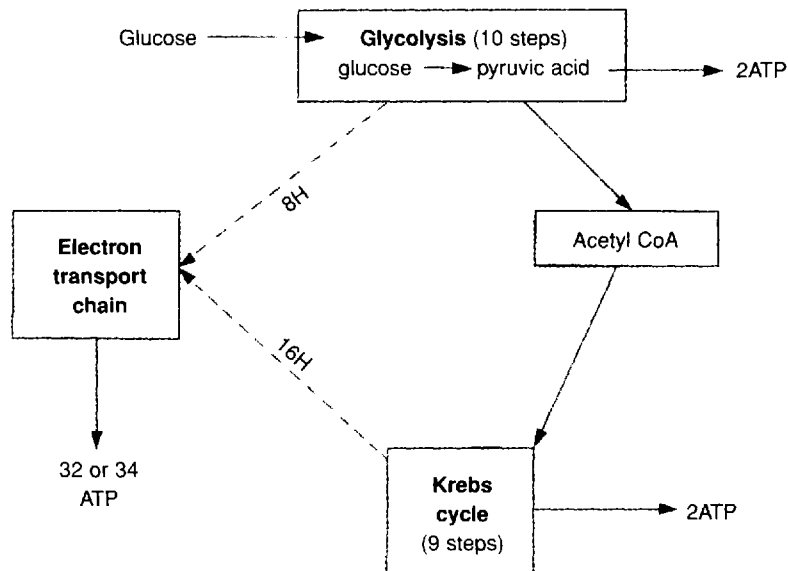 Glucose
Glycolysis (10 steps)
glucose pyruvic acid
2ATP
8H
Electron
transport
chain
Acetyl CoA
16H
32 or 34
ATP
Krebs
cycle
(9 steps)
2ATP